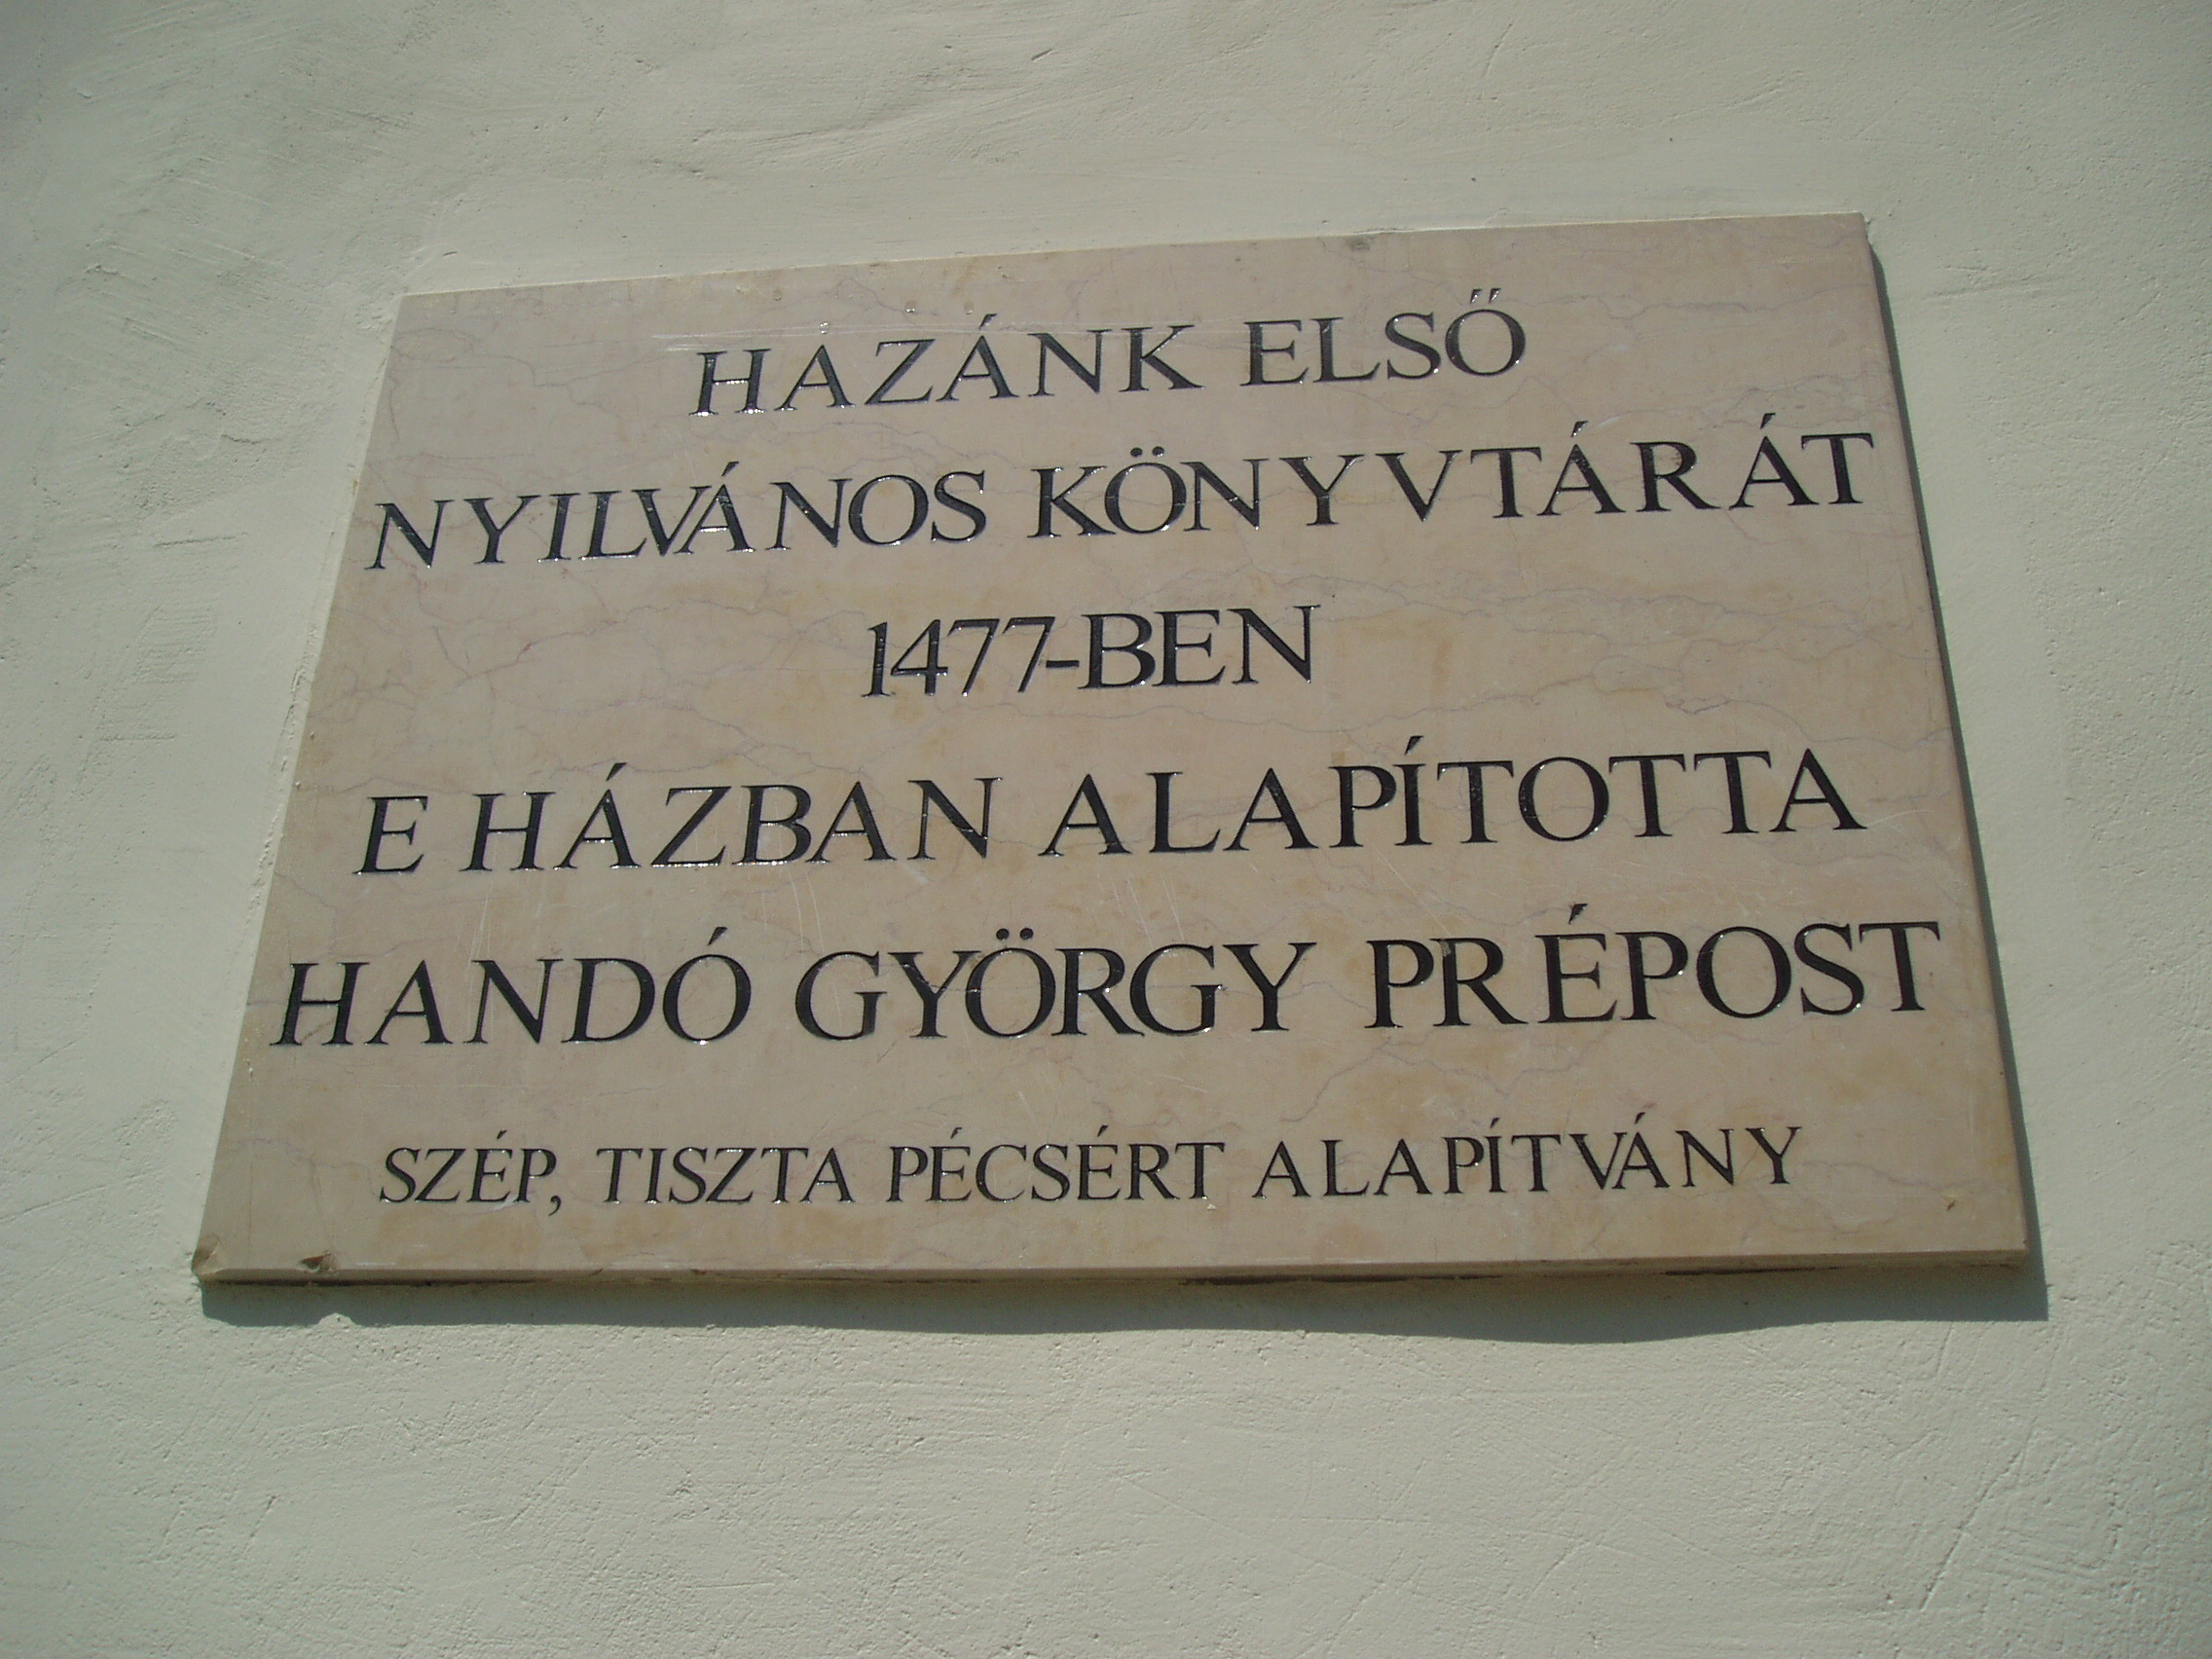 HAZÁNK ELSŐ
NYILVÁNOS KÖNYVTÁRÁT
1477-BEN
E HÁZBAN ALAPÍTOTTA
HANDÓ GYÖRGY PRÉPOST
SZÉP, TISZTA PÉCSÉRT ALAPÍTVÁNY